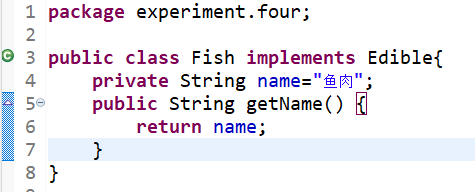 1 package experiment.four;
2
3 public class Fish implements Edible{
4     private String name="鱼肉";
5     public String getName() {
6         return name;
7     }
8 }